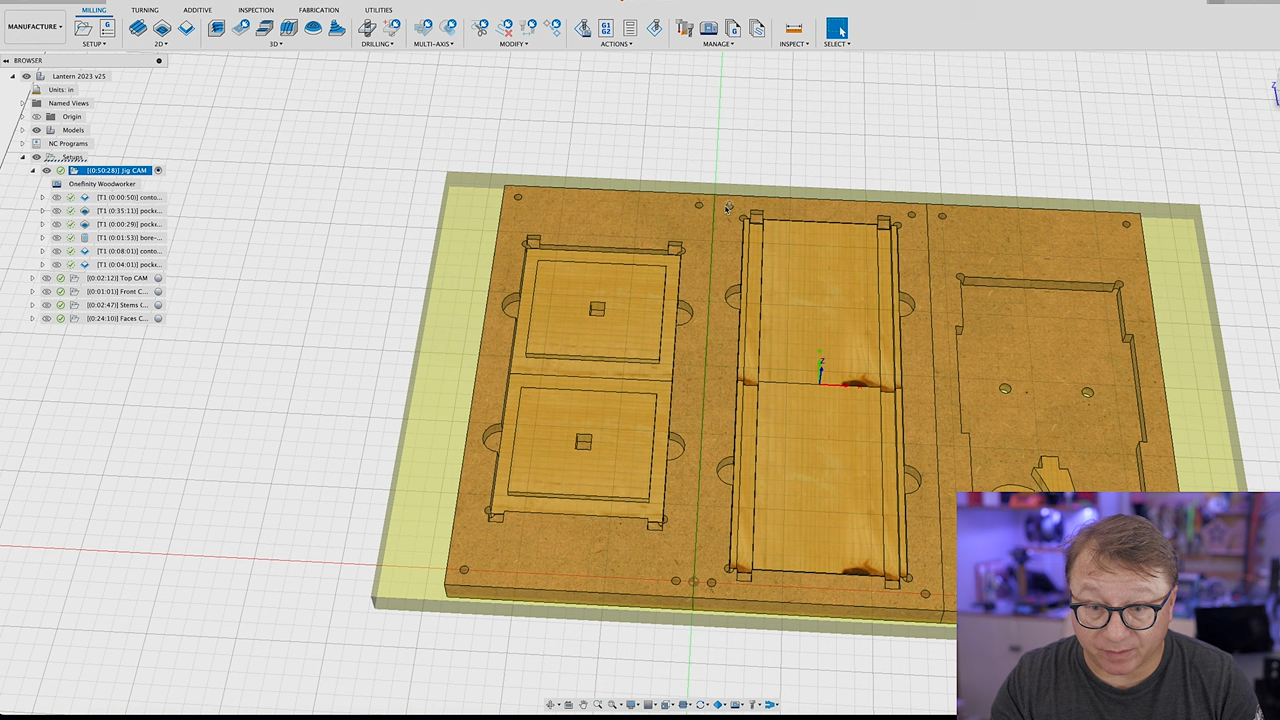 MILLING TURNING ADDITIVE INSPECTION FABRICATION UTILITIES
MANUFACTURE
G1
G2
SETUP 2D 3D DRILLING MULTI-AXIS MODIFY ACTIONS MANAGE INSPECT SELECT
BROWSER
Lantern 2023 v25
Units: in
Named Views
Origin
Models
NC Programs
Setups
[(0:50:28)] Jig CAM
Onefinity Woodworker
[T1 (0:00:50)] conto...
[T1 (0:35:11)] pocke...
[T1 (0:00:29)] pocke...
[T1 (0:01:53)] bore-...
[T1 (0:08:01)] conto...
[T1 (0:04:01)] pocke...
[(0:02:12)] Top CAM
[(0:01:01)] Front C...
[(0:02:47)] Stems C...
[(0:24:10)] Faces C...
Z
Z